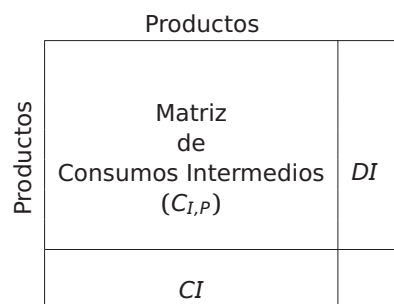 Productos
Productos
Matriz
de
Consumos Intermedios
(C_{I,P})
DI
CI